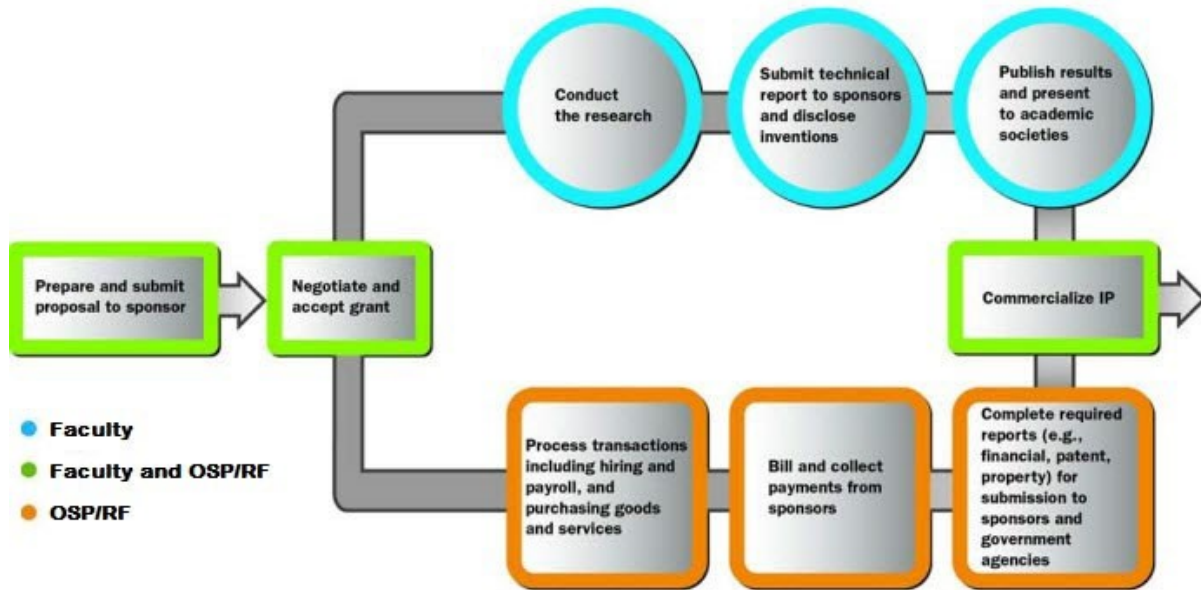 Conduct
the research
Submit technical
report to sponsors
and disclose
inventions
Publish results
and present
to academic
societies
Prepare and submit
proposal to sponsor
Negotiate and
accept grant
Commercialize IP
Faculty
Faculty and OSP/RF
OSP/RF
Process transactions
including hiring and
payroll, and
purchasing goods
and services
Bill and collect
payments from
sponsors
Complete required
reports (e.g.,
financial, patent,
property) for
submission to
sponsors and
government
agencies